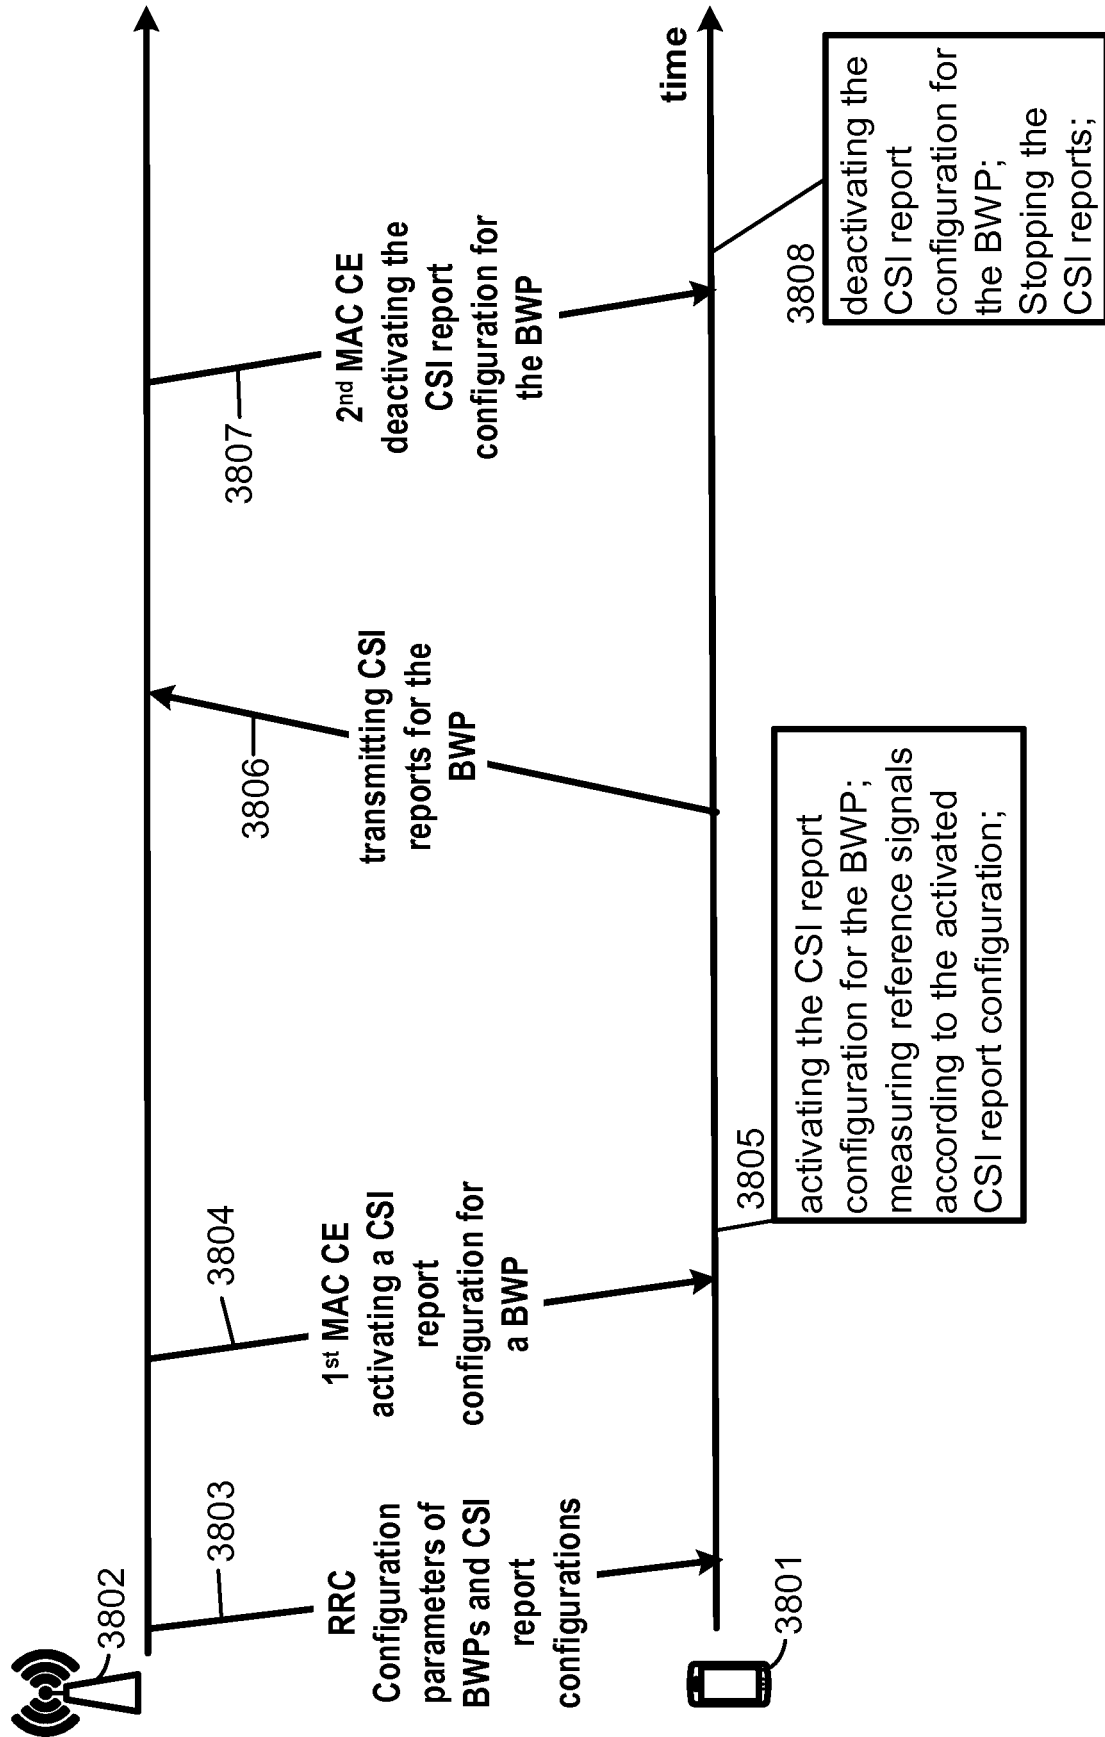 3802
3803
RRC
Configuration
parameters of
BWPs and CSI
report
configurations
3801
3804
1st MAC CE
activating a CSI
report
configuration for
a BWP
3805
activating the CSI report
configuration for the BWP;
measuring reference signals
according to the activated
CSI report configuration;
3806
transmitting CSI
reports for the
BWP
3807
2nd MAC CE
deactivating the
CSI report
configuration for
the BWP
time
3808
deactivating the
CSI report
configuration for
the BWP;
Stopping the
CSI reports;